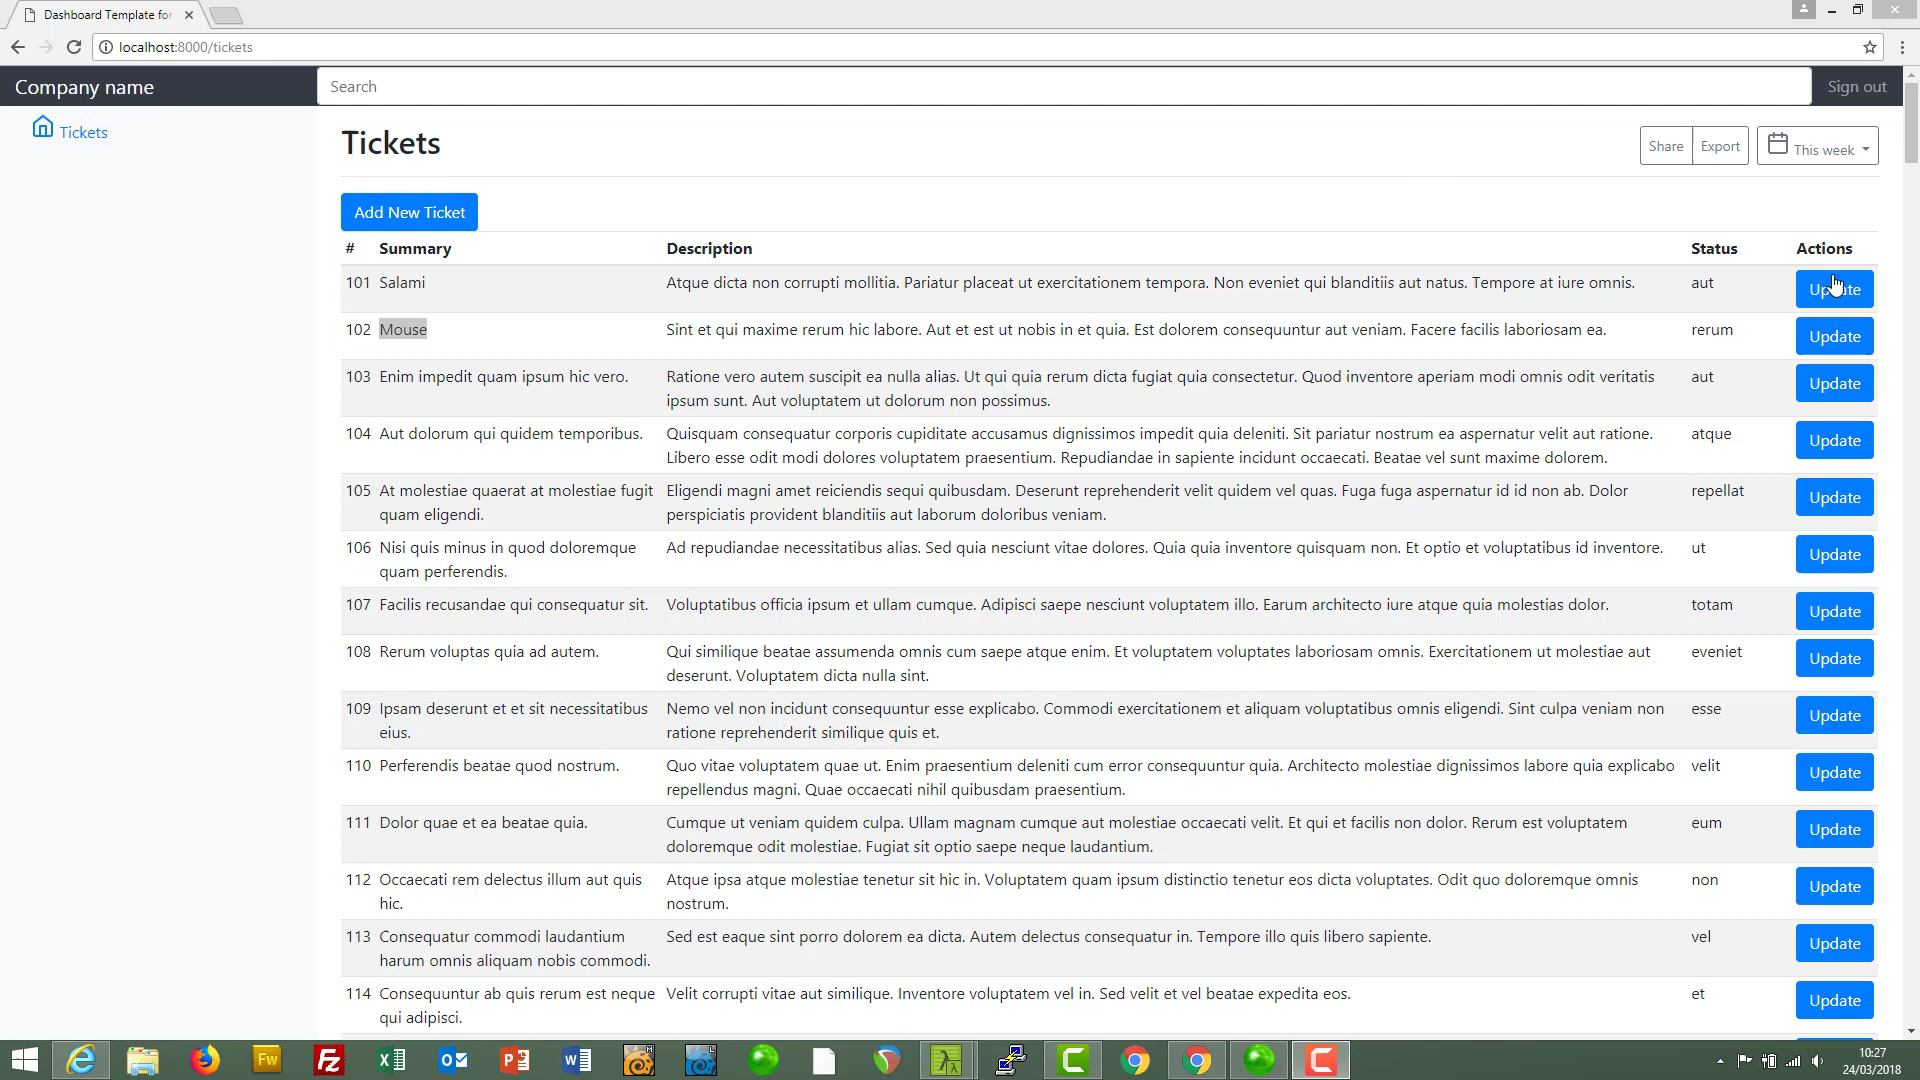 Dashboard Template for
localhost:8000/tickets
Company name
Search
Sign out
Tickets
Tickets
Share
Export
This week
Add New Ticket
# Summary Description Status Actions
101 Salami Atque dicta non corrupti mollitia. Pariatur placeat ut exercitationem tempora. Non eveniet qui blanditiis aut natus. Tempore at iure omnis. aut Update
102 Mouse Sint et qui maxime rerum hic labore. Aut et est ut nobis in et quia. Est dolorem consequuntur aut veniam. Facere facilis laboriosam ea. rerum Update
103 Enim impedit quam ipsum hic vero. Ratione vero autem suscipit ea nulla alias. Ut qui quia rerum dicta fugiat quia consectetur. Quod inventore aperiam modi omnis odit veritatis aut Update
ipsum sunt. Aut voluptatem ut dolorum non possimus.
104 Aut dolorum qui quidem temporibus. Quisquam consequatur corporis cupiditate accusamus dignissimos impedit quia deleniti. Sit pariatur nostrum ea aspernatur velit aut ratione. atque Update
Libero esse odit modi dolores voluptatem praesentium. Repudiandae in sapiente incidunt occaecati. Beatae vel sunt maxime dolorem.
105 At molestiae quaerat at molestiae fugit Eligendi magni amet reiciendis sequi quibusdam. Deserunt reprehenderit velit quidem vel quas. Fuga fuga aspernatur id id non ab. Dolor repellat Update
quam eligendi. perspiciatis provident blanditiis aut laborum doloribus veniam.
106 Nisi quis minus in quod doloremque Ad repudiandae necessitatibus alias. Sed quia nesciunt vitae dolores. Quia quia inventore quisquam non. Et optio et voluptatibus id inventore. ut Update
quam perferendis.
107 Facilis recusandae qui consequatur sit. Voluptatibus officia ipsum et ullam cumque. Adipisci saepe nesciunt voluptatem illo. Earum architecto iure atque quia molestias dolor. totam Update
108 Rerum voluptas quia ad autem. Qui similique beatae assumenda omnis cum saepe atque enim. Et voluptatem voluptates laboriosam omnis. Exercitationem ut molestiae aut eveniet Update
deserunt. Voluptatem dicta nulla sint.
109 Ipsam deserunt et et sit necessitatibus Nemo vel non incidunt consequuntur esse explicabo. Commodi exercitationem et aliquam voluptatibus omnis eligendi. Sint culpa veniam non esse Update
eius. ratione reprehenderit similique quis et.
110 Perferendis beatae quod nostrum. Quo vitae voluptatem quae ut. Enim praesentium deleniti cum error consequuntur quia. Architecto molestiae dignissimos labore quia explicabo velit Update
repellendus magni. Quae occaecati nihil quibusdam praesentium.
111 Dolor quae et ea beatae quia. Cumque ut veniam quidem culpa. Ullam magnam cumque aut molestiae occaecati velit. Et qui et facilis non dolor. Rerum est voluptatem eum Update
doloremque odit molestiae. Fugiat sit optio saepe neque laudantium.
112 Occaecati rem delectus illum aut quis Atque ipsa atque molestiae tenetur sit hic in. Voluptatem quam ipsum distinctio tenetur eos dicta voluptates. Odit quo doloremque omnis non Update
hic. nostrum.
113 Consequatur commodi laudantium Sed est eaque sint porro dolorem ea dicta. Autem delectus consequatur in. Tempore illo quis libero sapiente. vel Update
harum omnis aliquam nobis commodi.
114 Consequuntur ab quis rerum est neque Velit corrupti vitae aut similique. Inventore voluptatem vel in. Sed velit et vel beatae expedita eos. et Update
qui adipisci.
Fw
10:27
24/03/2018